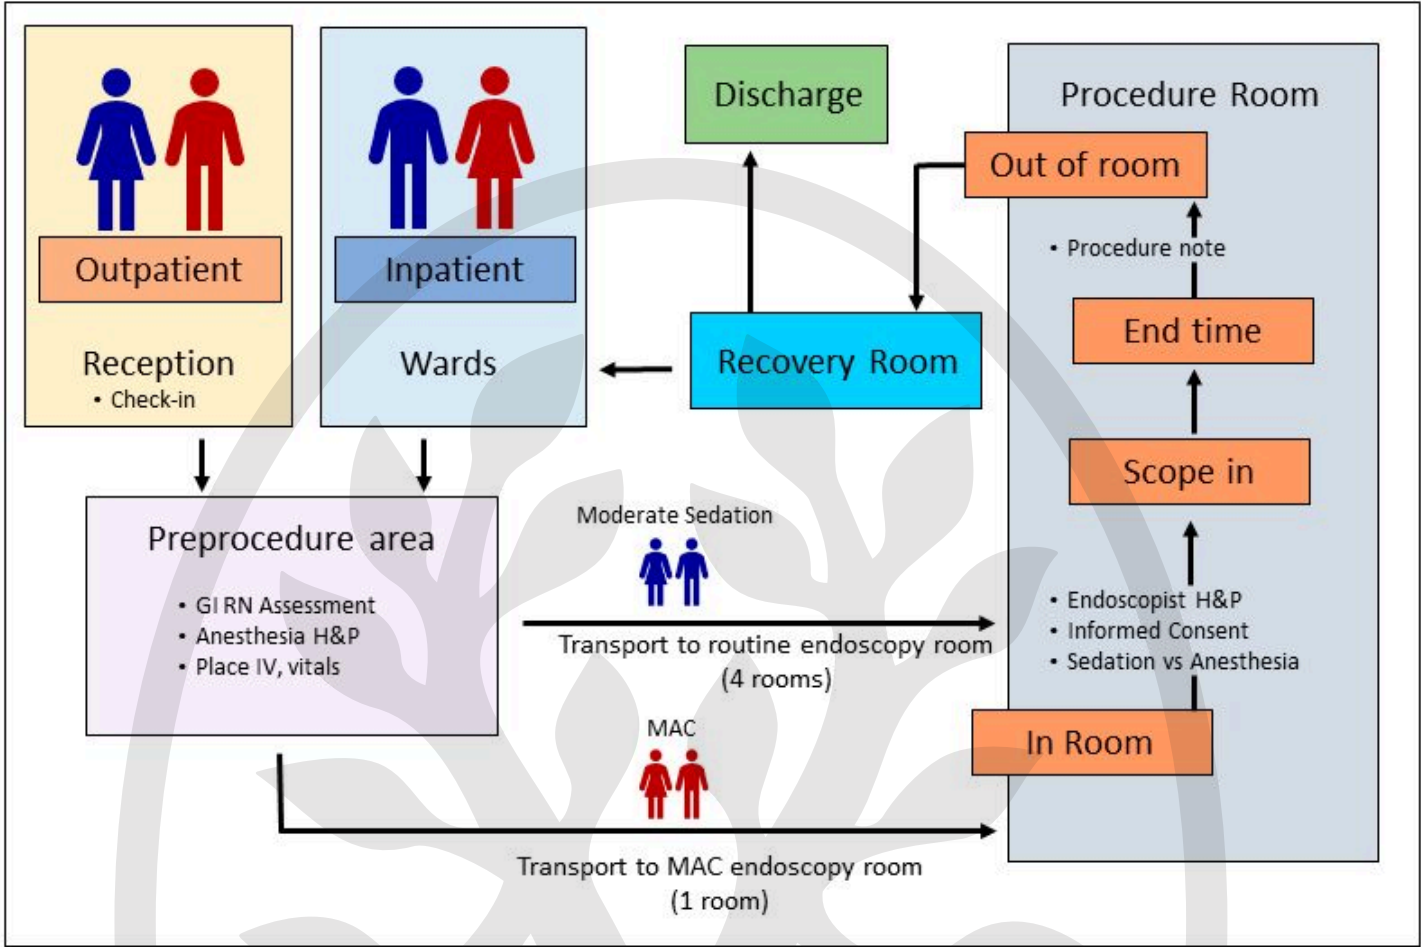 Outpatient
Reception
• Check-in
Inpatient
Wards
Discharge
Recovery Room
Procedure Room
Out of room
• Procedure note
End time
Scope in
• Endoscopist H&P
• Informed Consent
• Sedation vs Anesthesia
In Room
Preprocedure area
• GI RN Assessment
• Anesthesia H&P
• Place IV, vitals
Moderate Sedation
Transport to routine endoscopy room
(4 rooms)
MAC
Transport to MAC endoscopy room
(1 room)